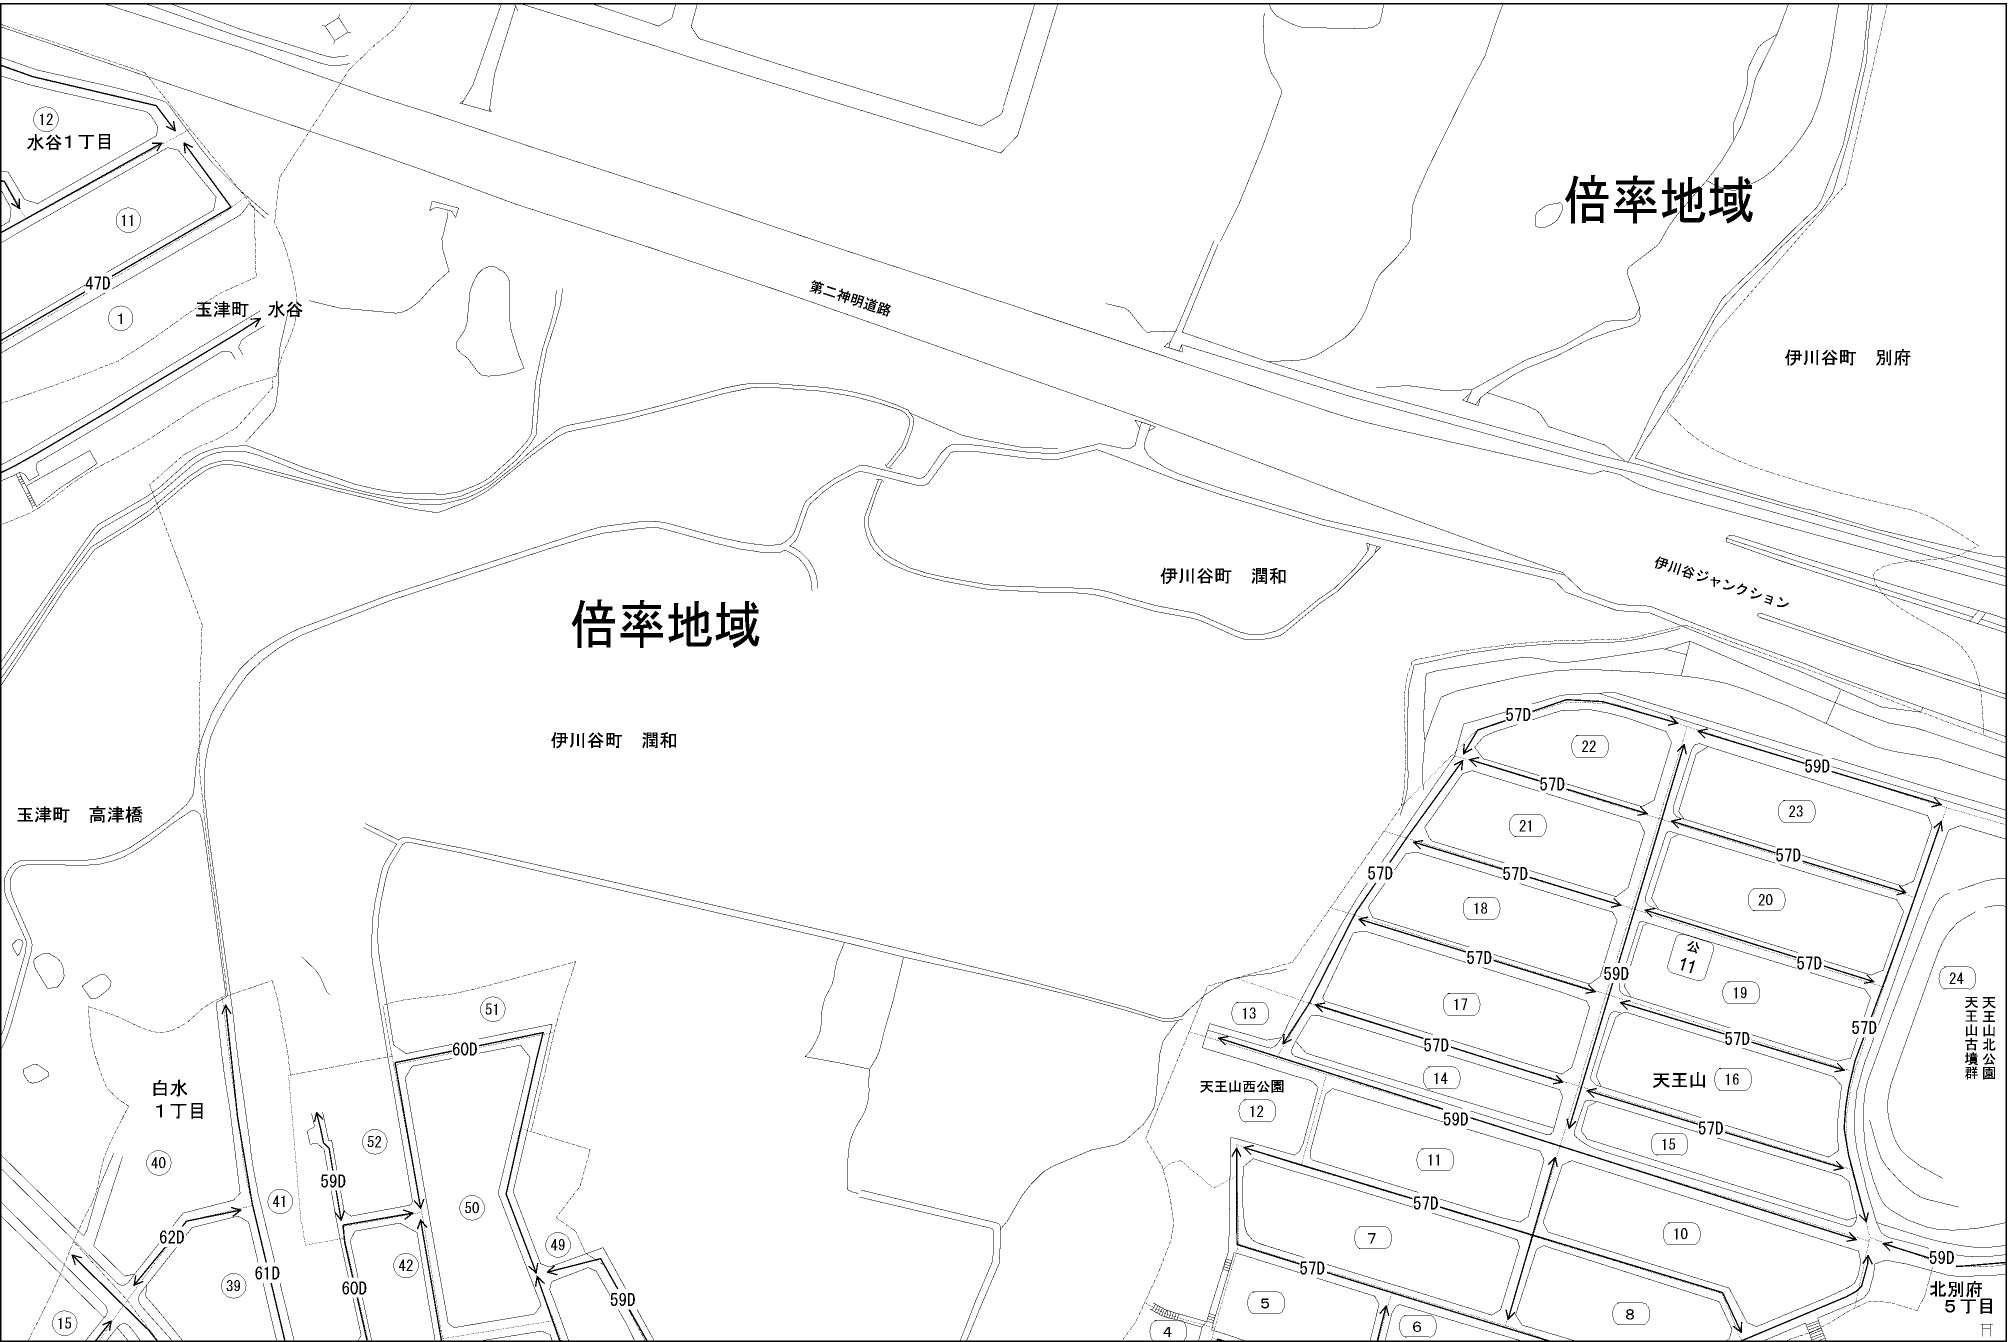 12
水谷1丁目
11
47D
1
玉津町　水谷
第二神明道路
倍率地域
伊川谷町　別府
伊川谷町　潤和
伊川谷ジャンクション
倍率地域
伊川谷町　潤和
玉津町　高津橋
57D
22
57D
59D
23
21
57D
57D
57D
20
18
公
11
57D
57D
59D
19
24
天王山北公園
天王山古墳群
17
13
57D
57D
57D
14
天王山
16
天王山西公園
12
59D
57D
15
11
57D
10
7
59D
57D
北別府
5丁目
5
8
6
4
51
60D
白水
1丁目
52
40
59D
41
50
62D
49
42
61D
60D
39
59D
15